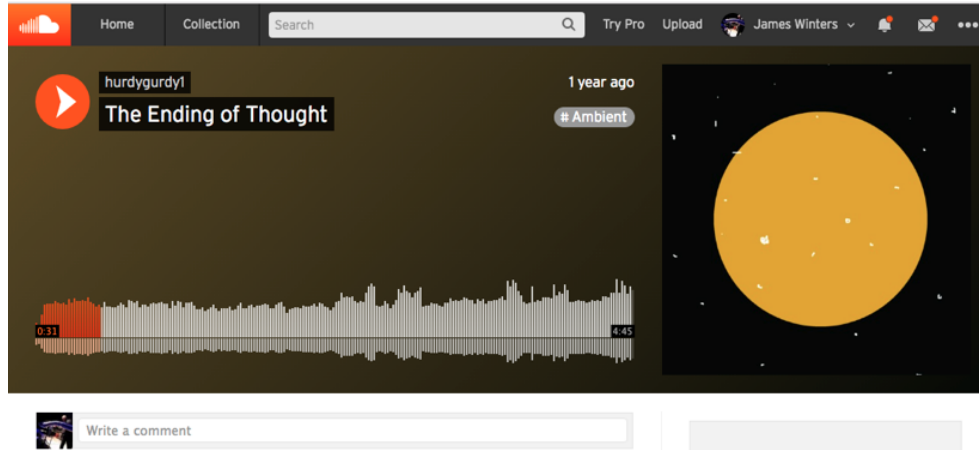 Home
Collection
Search
Try Pro
Upload
James Winters
hurdygurdy1
1 year ago
The Ending of Thought
# Ambient
0:31
4:45
Write a comment